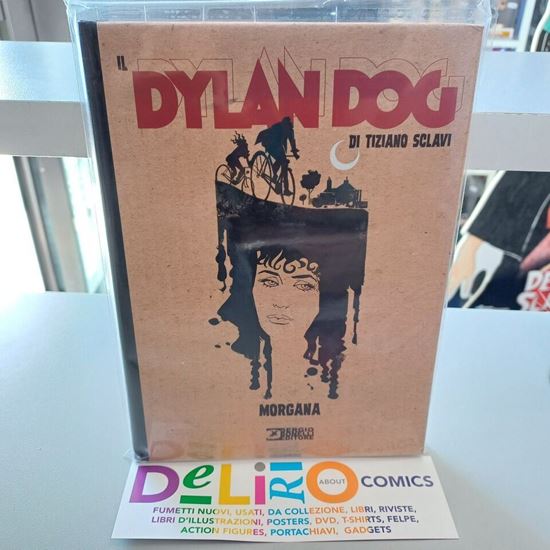 IL
DYLAN DOG
DI TIZIANO SCLAVI
MORGANA
SERGIO
BONELLI
EDITORE
DeLiRiO ABOUT COMICS
FUMETTI NUOVI, USATI, DA COLLEZIONE, LIBRI, RIVISTE,
LIBRI D'ILLUSTRAZIONI, POSTERS, DVD, T-SHIRTS, FELPE,
ACTION FIGURES, PORTACHIAVI, GADGETS